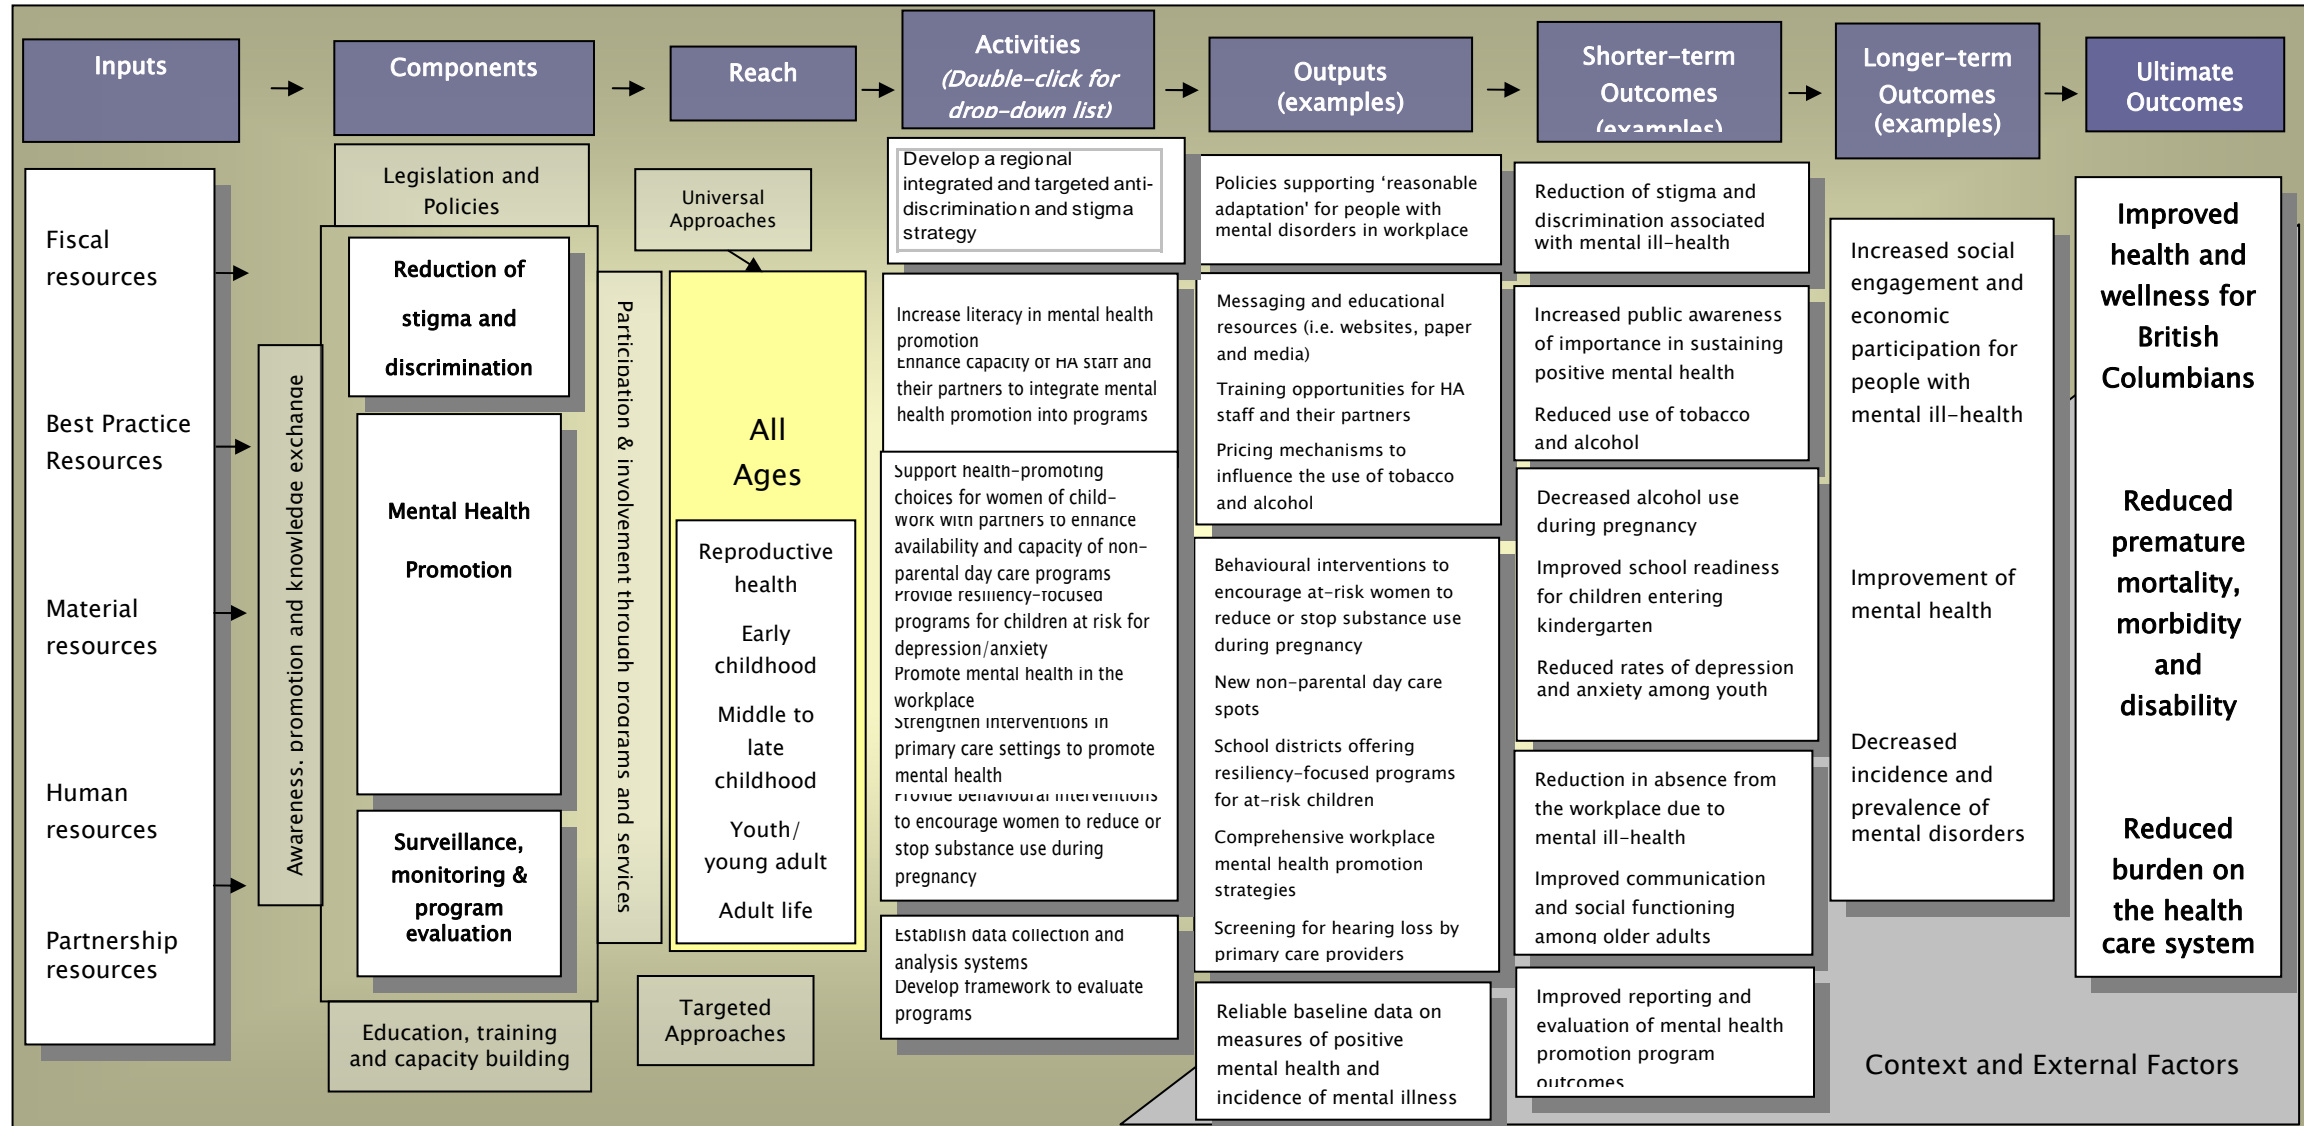 Inputs
Components
Reach
Activities
(Double-click for
drop-down list)
Outputs
(examples)
Shorter-term
Outcomes
(examples)
Longer-term
Outcomes
(examples)
Ultimate
Outcomes
Fiscal
resources
Best Practice
Resources
Material
resources
Human
resources
Partnership
resources
Awareness, promotion and knowledge exchange
Legislation and
Policies
Reduction of
stigma and
discrimination
Mental Health
Promotion
Surveillance,
monitoring &
program
evaluation
Education, training
and capacity building
Participation & involvement through programs and services
Universal
Approaches
All
Ages
Reproductive
health
Early
childhood
Middle to
late
childhood
Youth/
young adult
Adult life
Targeted
Approaches
Develop a regional
integrated and targeted anti-
discrimination and stigma
strategy
Increase literacy in mental health
promotion
Enhance capacity of HA staff and
their partners to integrate mental
health promotion into programs
Support health-promoting
choices for women of child-
Work with partners to enhance
availability and capacity of non-
parental day care programs
Provide resiliency-focused
programs for children at risk for
depression/anxiety
Promote mental health in the
workplace
Strengthen interventions in
primary care settings to promote
mental health
Provide behavioural interventions
to encourage women to reduce or
stop substance use during
pregnancy
Establish data collection and
analysis systems
Develop framework to evaluate
programs
Policies supporting ‘reasonable
adaptation' for people with
mental disorders in workplace
Messaging and educational
resources (i.e. websites, paper
and media)
Training opportunities for HA
staff and their partners
Pricing mechanisms to
influence the use of tobacco
and alcohol
Behavioural interventions to
encourage at-risk women to
reduce or stop substance use
during pregnancy
New non-parental day care
spots
School districts offering
resiliency-focused programs
for at-risk children
Comprehensive workplace
mental health promotion
strategies
Screening for hearing loss by
primary care providers
Reliable baseline data on
measures of positive
mental health and
incidence of mental illness
Reduction of stigma and
discrimination associated
with mental ill-health
Increased public awareness
of importance in sustaining
positive mental health
Reduced use of tobacco
and alcohol
Decreased alcohol use
during pregnancy
Improved school readiness
for children entering
kindergarten
Reduced rates of depression
and anxiety among youth
Reduction in absence from
the workplace due to
mental ill-health
Improved communication
and social functioning
among older adults
Improved reporting and
evaluation of mental health
promotion program
outcomes
Increased social
engagement and
economic
participation for
people with
mental ill-health
Improvement of
mental health
Decreased
incidence and
prevalence of
mental disorders
Improved
health and
wellness for
British
Columbians
Reduced
premature
mortality,
morbidity
and
disability
Reduced
burden on
the health
care system
Context and External Factors